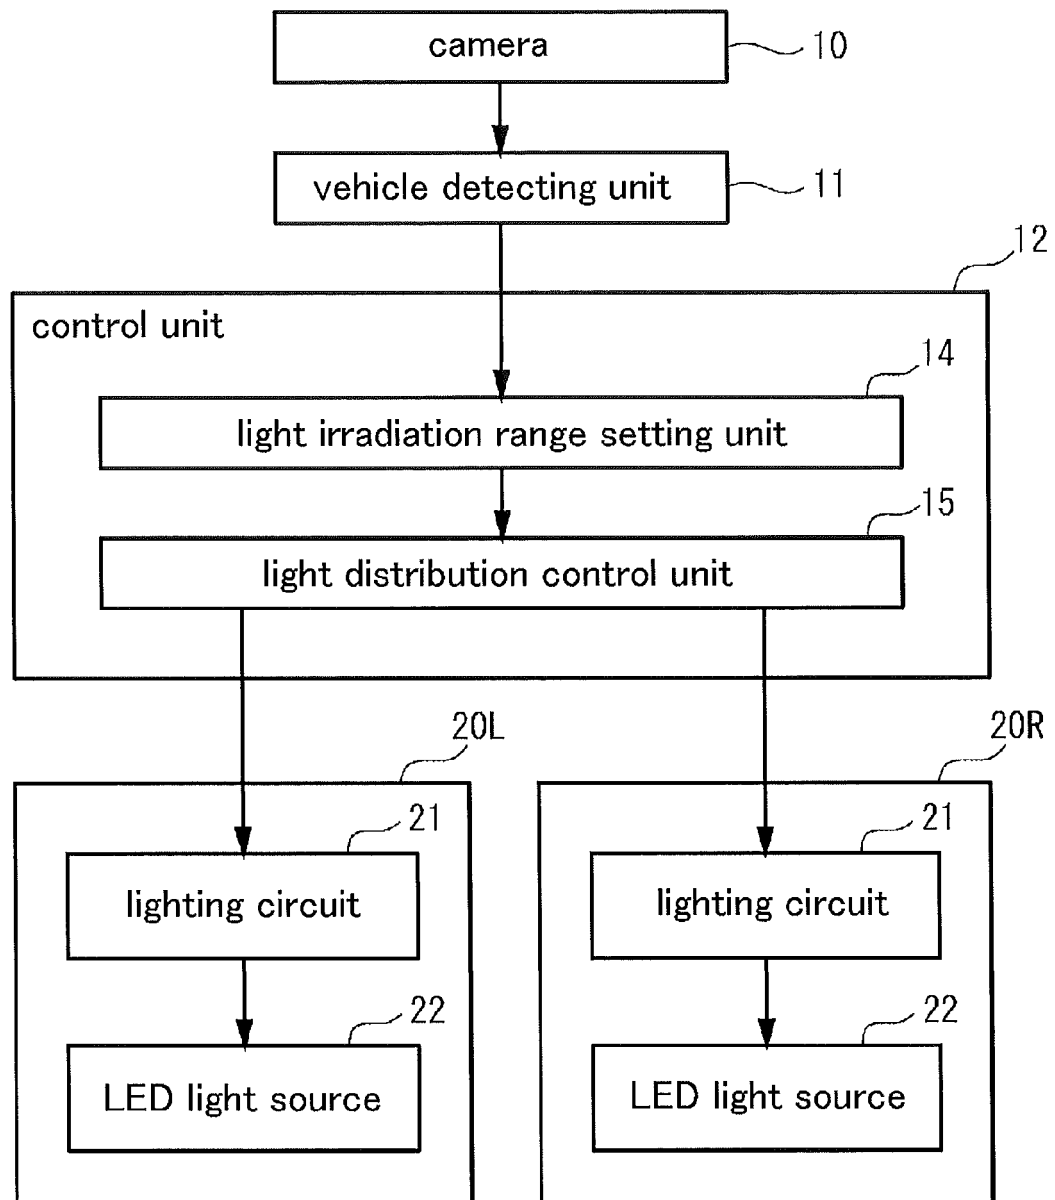 camera 10
vehicle detecting unit 11
12
control unit
14
light irradiation range setting unit
15
light distribution control unit
20L 20R
21 21
lighting circuit lighting circuit
22 22
LED light source LED light source